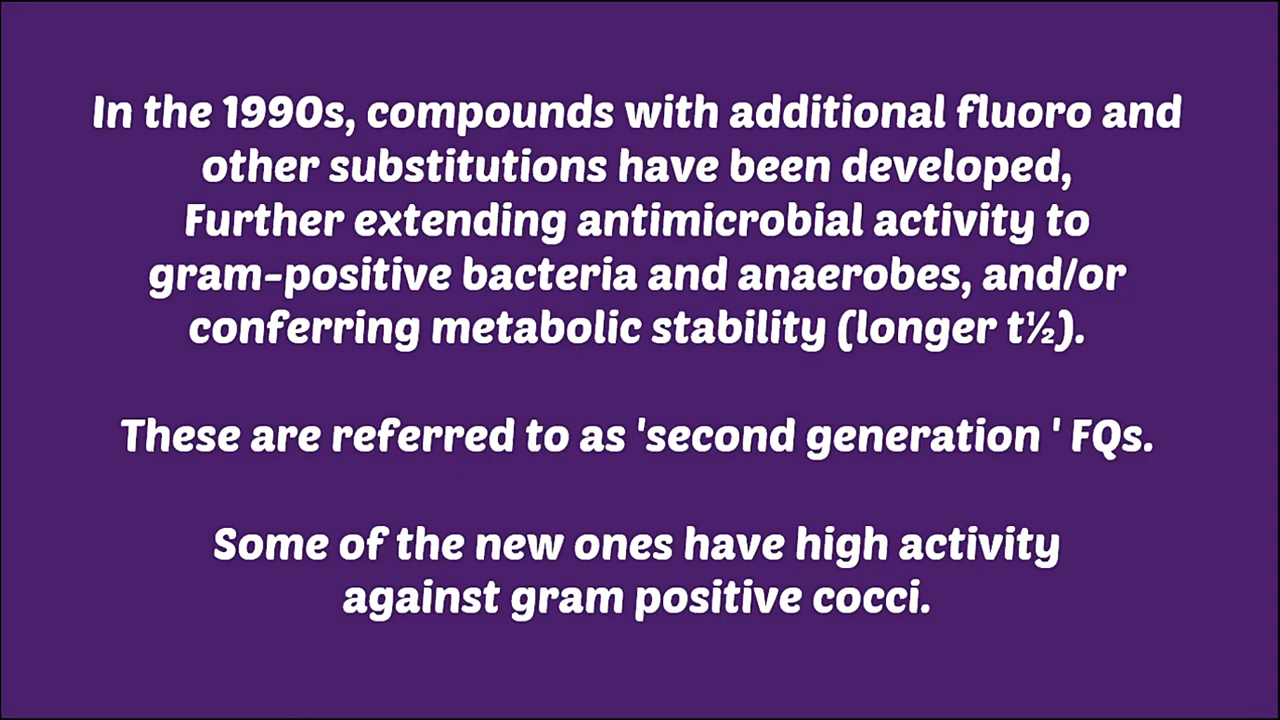 In the 1990s, compounds with additional fluoro and
other substitutions have been developed,
Further extending antimicrobial activity to
gram-positive bacteria and anaerobes, and/or
conferring metabolic stability (longer t½).
These are referred to as 'second generation ' FQs.
Some of the new ones have high activity
against gram positive cocci.